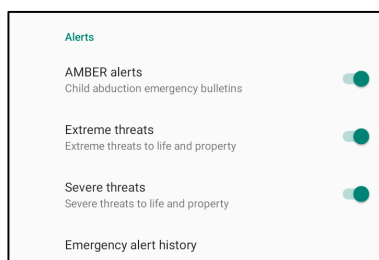 Alerts
AMBER alerts
Child abduction emergency bulletins
Extreme threats
Extreme threats to life and property
Severe threats
Severe threats to life and property
Emergency alert history